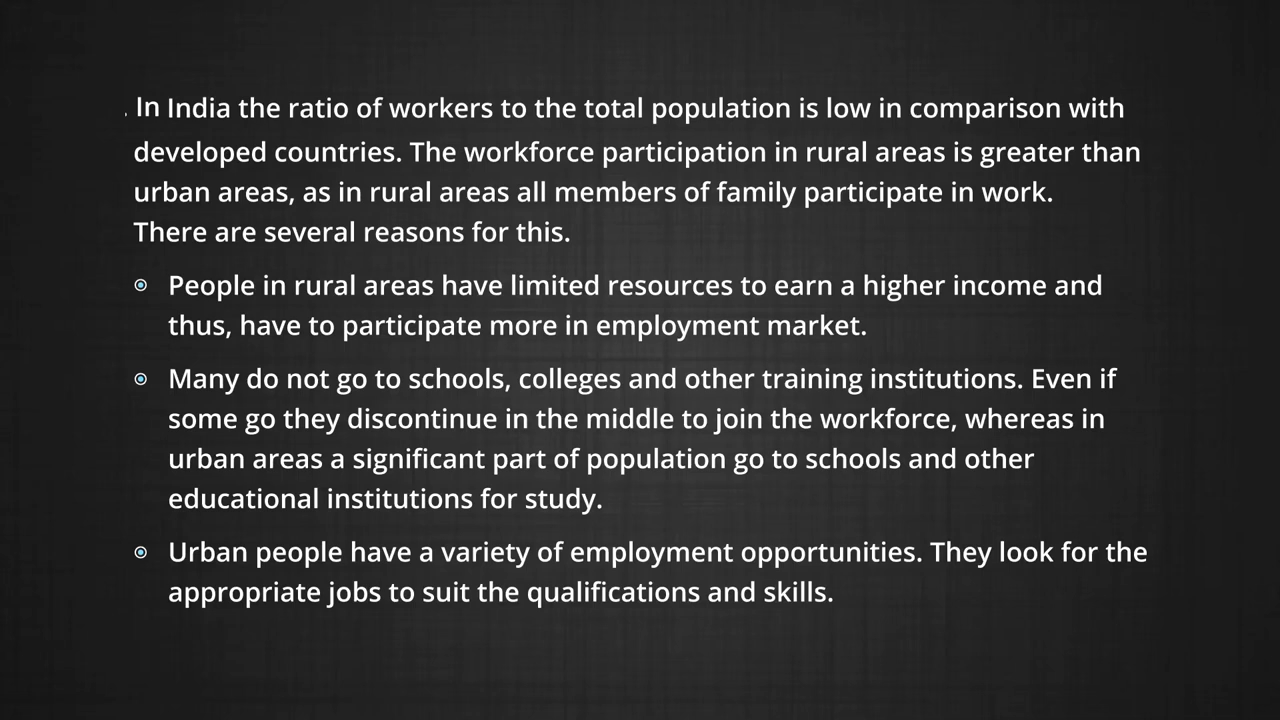 . In India the ratio of workers to the total population is low in comparison with
developed countries. The workforce participation in rural areas is greater than
urban areas, as in rural areas all members of family participate in work.
There are several reasons for this.
People in rural areas have limited resources to earn a higher income and
thus, have to participate more in employment market.
Many do not go to schools, colleges and other training institutions. Even if
some go they discontinue in the middle to join the workforce, whereas in
urban areas a significant part of population go to schools and other
educational institutions for study.
Urban people have a variety of employment opportunities. They look for the
appropriate jobs to suit the qualifications and skills.